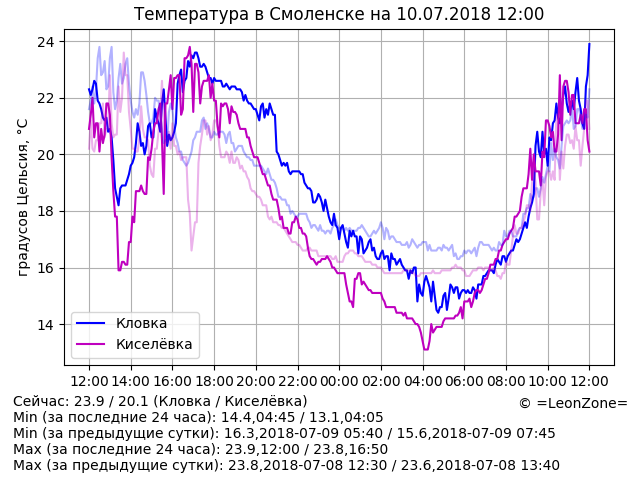 Температура в Смоленске на 10.07.2018 12:00
24
22
20
18
16
14
градусов Цельсия, °C
Кловка
Киселёвка
12:00 14:00 16:00 18:00 20:00 22:00 00:00 02:00 04:00 06:00 08:00 10:00 12:00
Сейчас: 23.9 / 20.1 (Кловка / Киселёвка)
© =LeonZone=
Min (за последние 24 часа): 14.4,04:45 / 13.1,04:05
Min (за предыдущие сутки): 16.3,2018-07-09 05:40 / 15.6,2018-07-09 07:45
Max (за последние 24 часа): 23.9,12:00 / 23.8,16:50
Max (за предыдущие сутки): 23.8,2018-07-08 12:30 / 23.6,2018-07-08 13:40